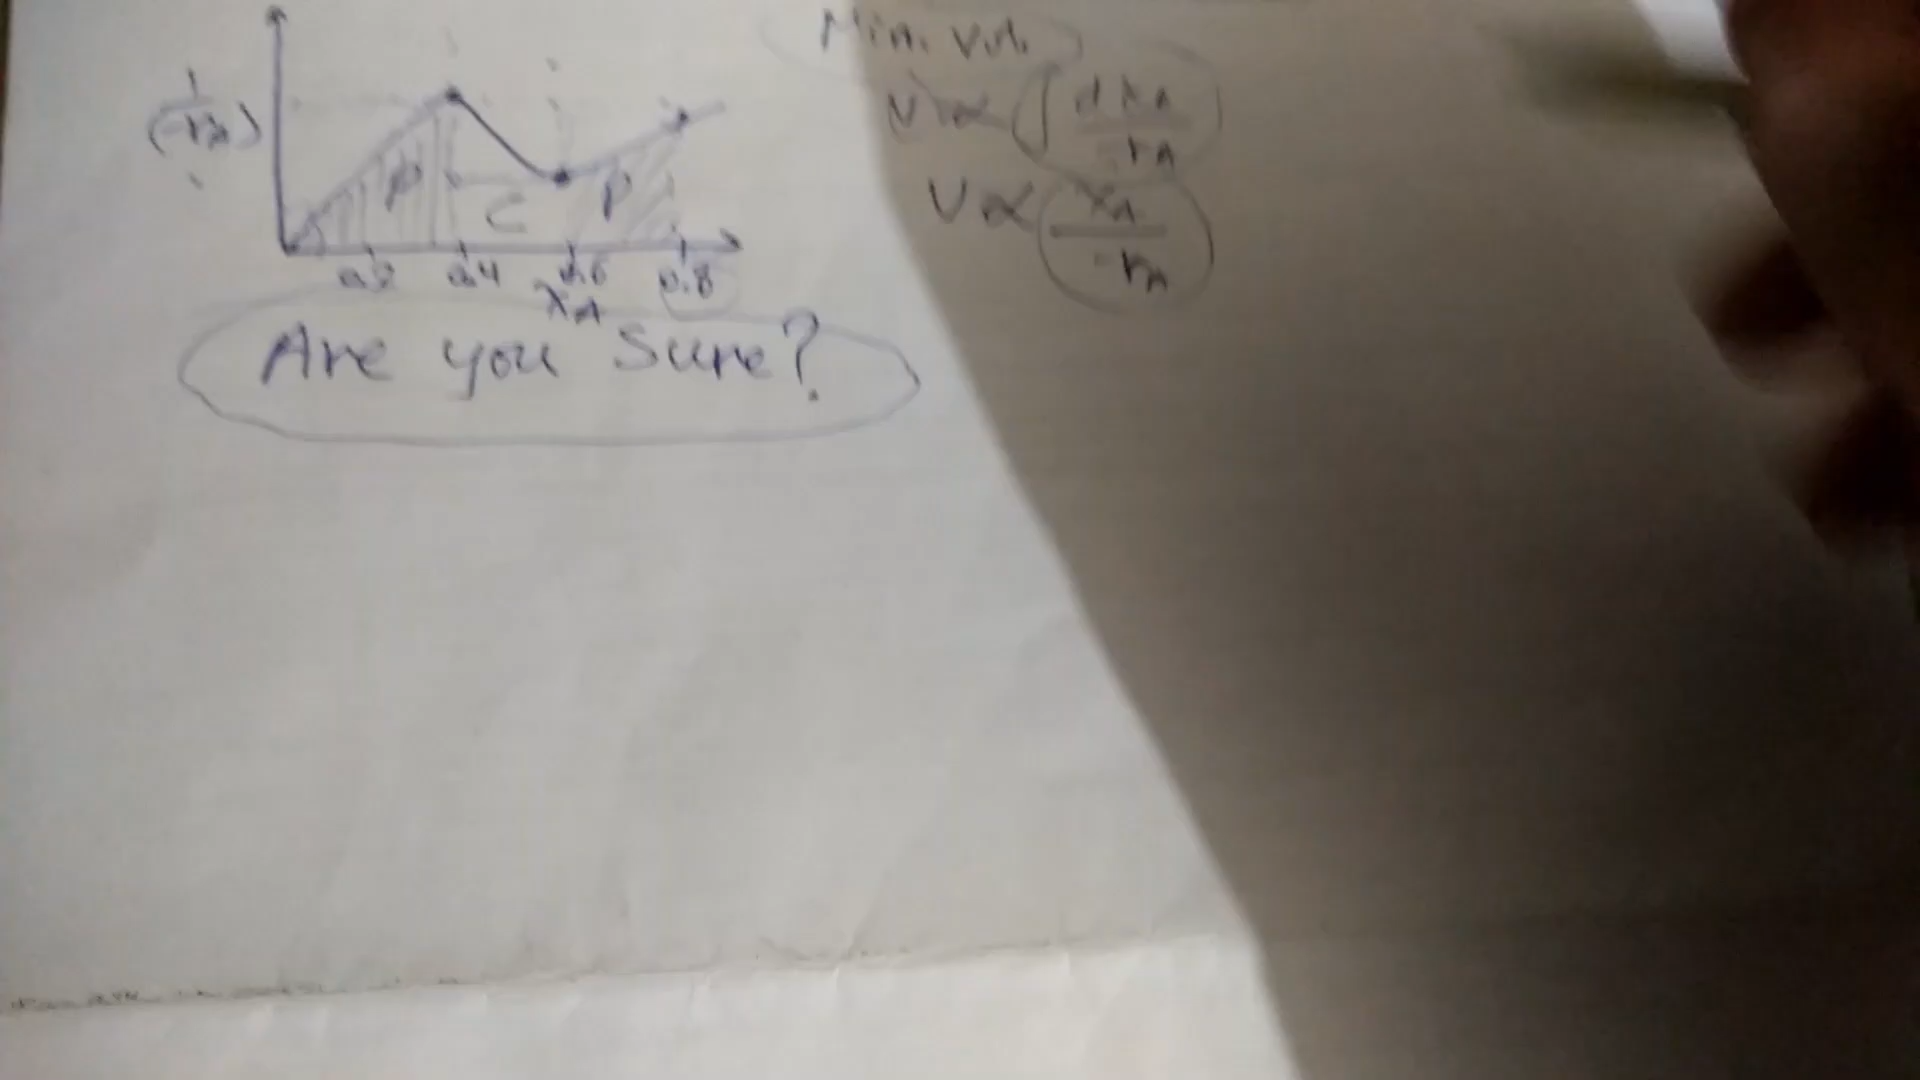 Min. Vol.
V ∝ ∫ dXA / -rA
V ∝ XA / -rA
1 / (-rA)
P C P
0.2 0.4 0.6 0.8
XA
Are you Sure?